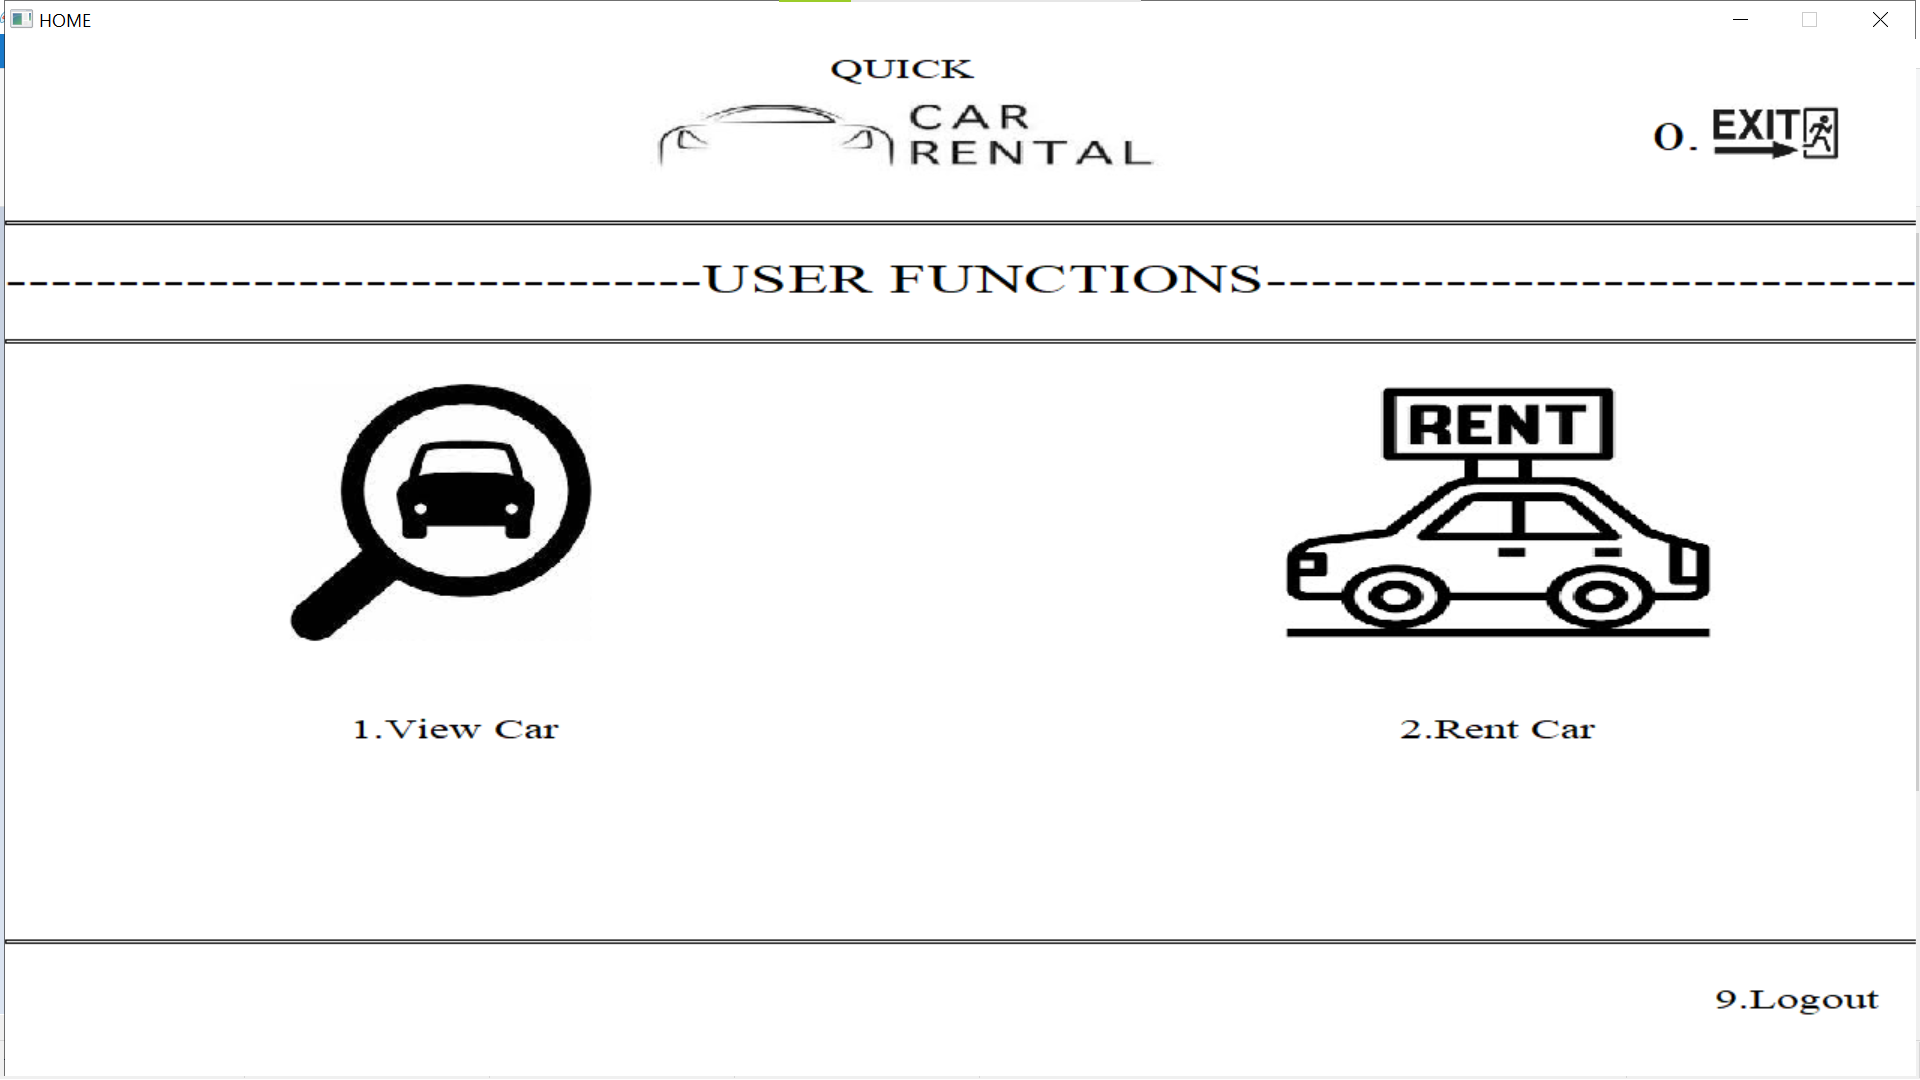 HOME
QUICK
CAR
RENTAL
0. EXIT
-------------------------------USER FUNCTIONS-----------------------------
RENT
1.View Car
2.Rent Car
9.Logout